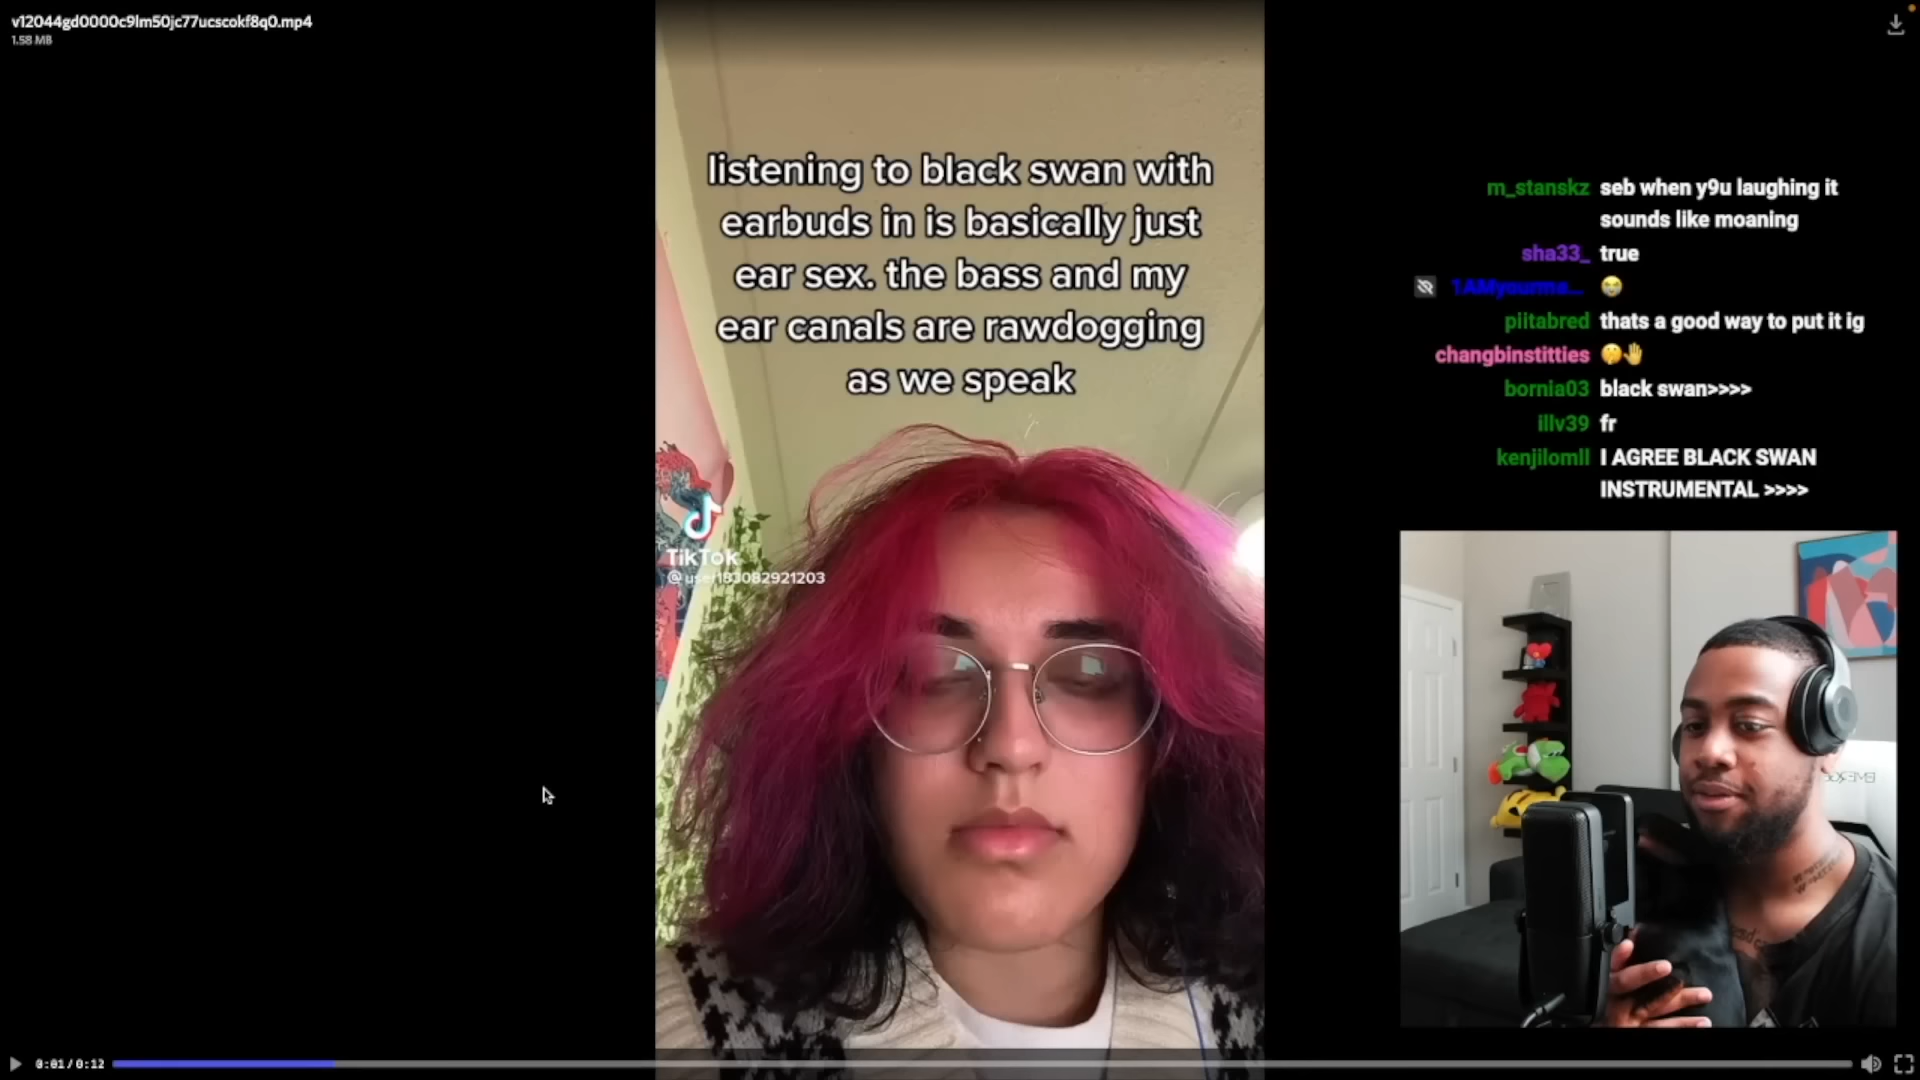 v12044gd0000c9lm50jc77ucscokf8q0.mp4
1.58 MB
listening to black swan with
earbuds in is basically just
ear sex. the bass and my
ear canals are rawdogging
as we speak
TikTok
@user183082921203
m_stanskz seb when y9u laughing it
sounds like moaning
sha33_ true
1AMyourma... 😭
piitabred thats a good way to put it ig
changbinstitties 🤫🤚
bornia03 black swan>>>>
illv39 fr
kenjilomll I AGREE BLACK SWAN
INSTRUMENTAL >>>>
0:01/0:12